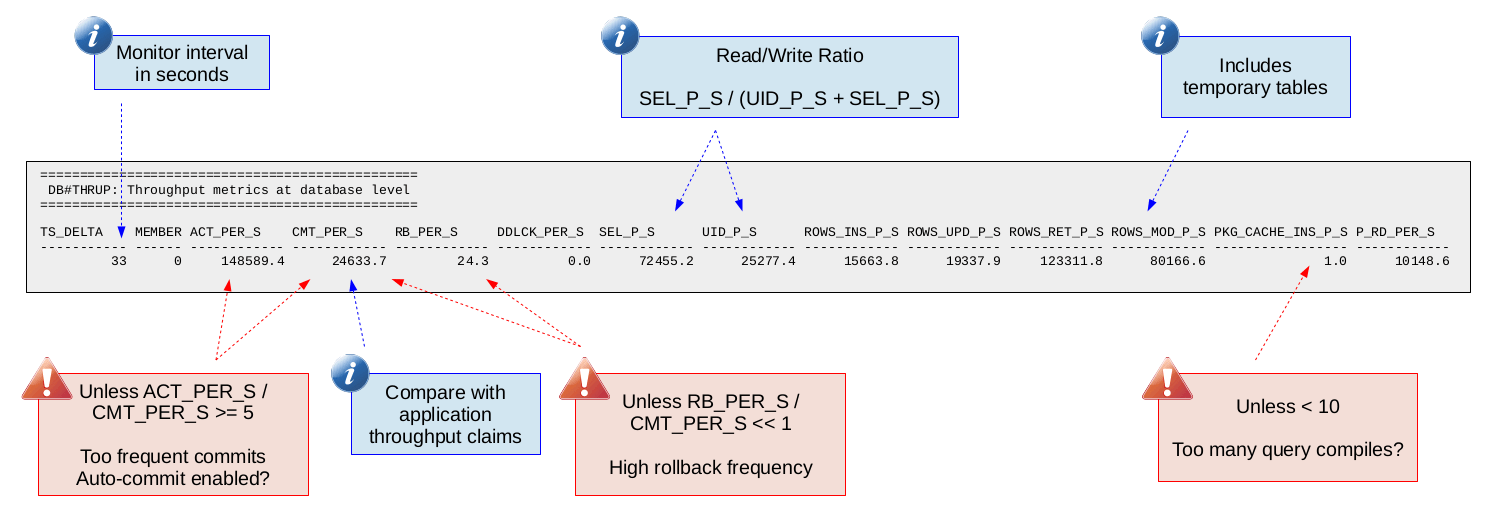 Monitor interval
in seconds
Read/Write Ratio
SEL_P_S / (UID_P_S + SEL_P_S)
Includes
temporary tables
================================================
DB#THRUP: Throughput metrics at database level
================================================
TS_DELTA MEMBER ACT_PER_S CMT_PER_S RB_PER_S DDLCK_PER_S SEL_P_S UID_P_S ROWS_INS_P_S ROWS_UPD_P_S ROWS_RET_P_S ROWS_MOD_P_S PKG_CACHE_INS_P_S P_RD_PER_S
----------- ------ ------------ ------------ ------------ ------------ ------------ ------------ ------------ ------------ ------------ ------------ ----------------- ------------
33 0 148589.4 24633.7 24.3 0.0 72455.2 25277.4 15663.8 19337.9 123311.8 80166.6 1.0 10148.6
Unless ACT_PER_S /
CMT_PER_S >= 5
Too frequent commits
Auto-commit enabled?
Compare with
application
throughput claims
Unless RB_PER_S /
CMT_PER_S << 1
High rollback frequency
Unless < 10
Too many query compiles?